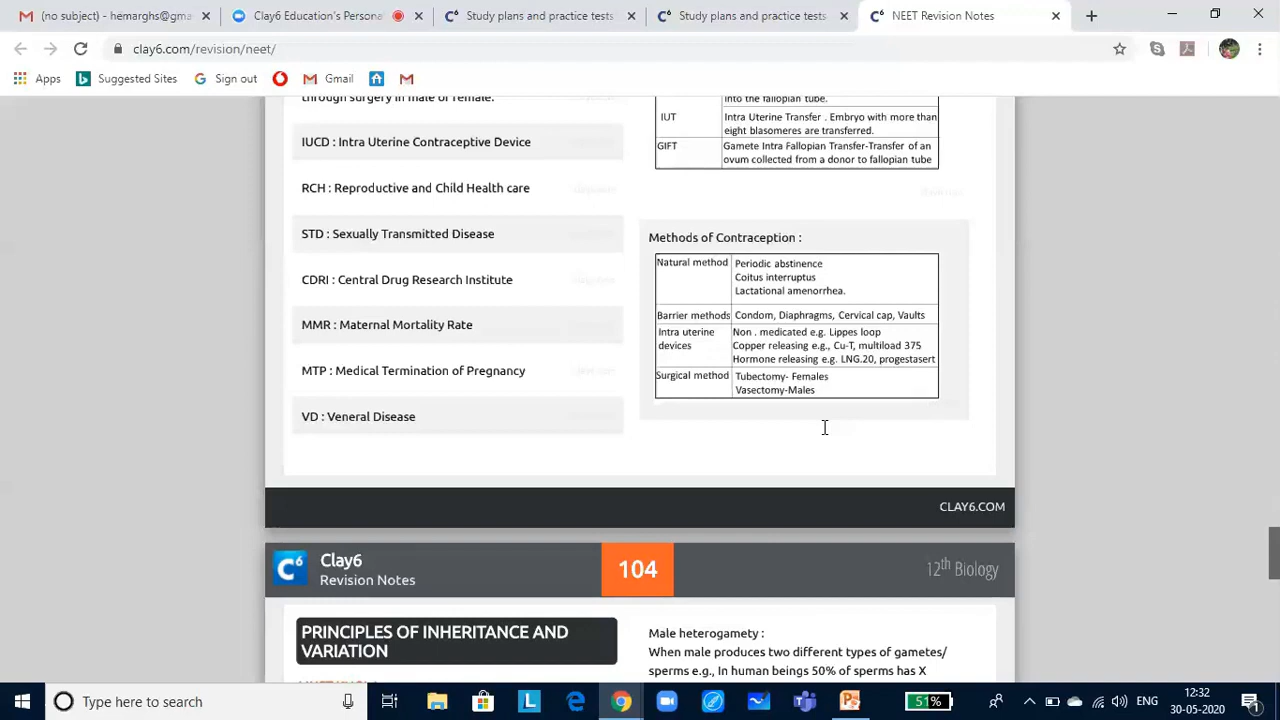 (no subject) - hemarghs@gma
Clay6 Education's Persona
Study plans and practice tests
Study plans and practice tests
NEET Revision Notes
clay6.com/revision/neet/
Apps
Suggested Sites
Sign out
Gmail
through surgery in male or female.
IUCD : Intra Uterine Contraceptive Device
RCH : Reproductive and Child Health care
STD : Sexually Transmitted Disease
CDRI : Central Drug Research Institute
MMR : Maternal Mortality Rate
MTP : Medical Termination of Pregnancy
VD : Veneral Disease
into the fallopian tube.
IUT
Intra Uterine Transfer . Embryo with more than
eight blasomeres are transferred.
GIFT
Gamete Intra Fallopian Transfer-Transfer of an
ovum collected from a donor to fallopian tube
Methods of Contraception :
Natural method
Periodic abstinence
Coitus interruptus
Lactational amenorrhea.
Barrier methods
Condom, Diaphragms, Cervical cap, Vaults
Intra uterine
devices
Non . medicated e.g. Lippes loop
Copper releasing e.g., Cu-T, multiload 375
Hormone releasing e.g. LNG.20, progestasert
Surgical method
Tubectomy- Females
Vasectomy-Males
CLAY6.COM
C6
Clay6
Revision Notes
104
12th Biology
PRINCIPLES OF INHERITANCE AND
VARIATION
Male heterogamety :
When male produces two different types of gametes/
sperms e.g., In human beings 50% of sperms has X
Type here to search
51%
ENG
12:32
30-05-2020